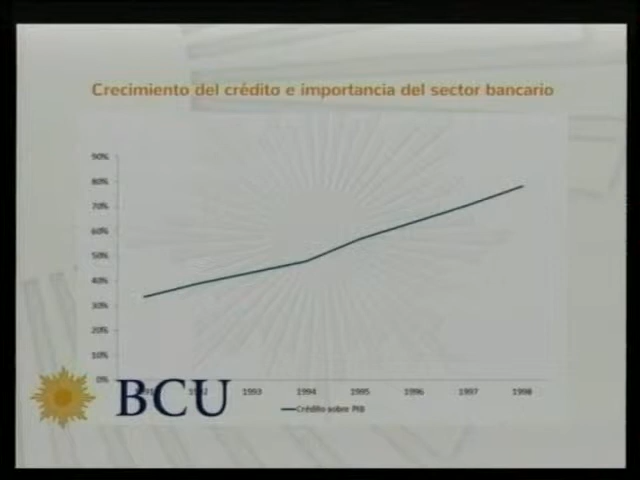 Crecimiento del crédito e importancia del sector bancario
90%
80%
70%
60%
50%
40%
30%
20%
10%
0%
1993 1994 1995 1996 1997 1998
Crédito sobre PIB
BCU